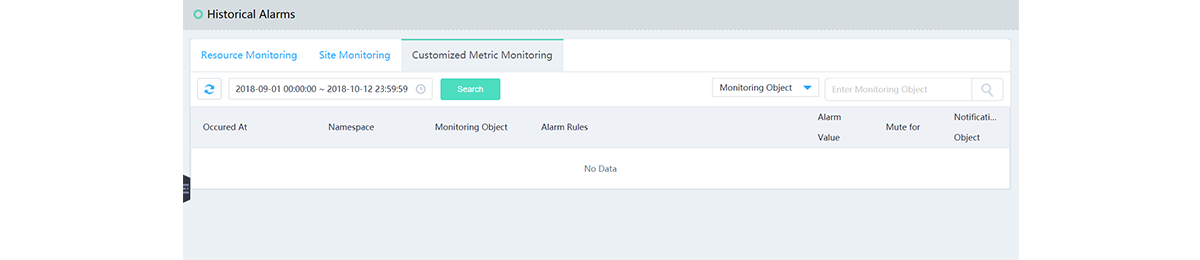 Historical Alarms
Resource Monitoring Site Monitoring Customized Metric Monitoring
2018-09-01 00:00:00 ~ 2018-10-12 23:59:59 Search Monitoring Object Enter Monitoring Object
Occured At Namespace Monitoring Object Alarm Rules Alarm Value Mute for Notificati... Object
No Data